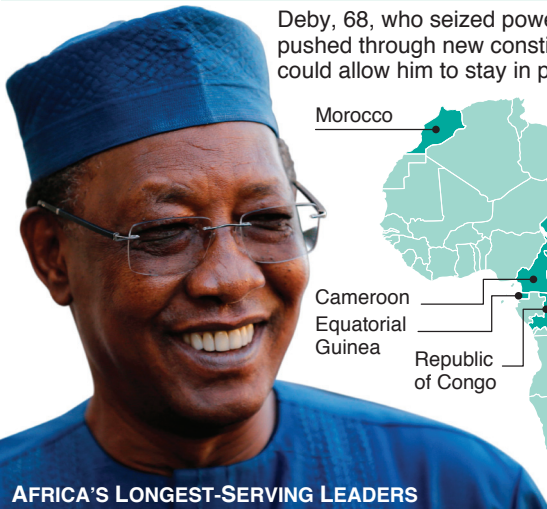 Deby, 68, who seized powe
pushed through new consti
could allow him to stay in p
Morocco
Cameroon
Equatorial
Guinea
Republic
of Congo
AFRICA'S LONGEST-SERVING LEADERS